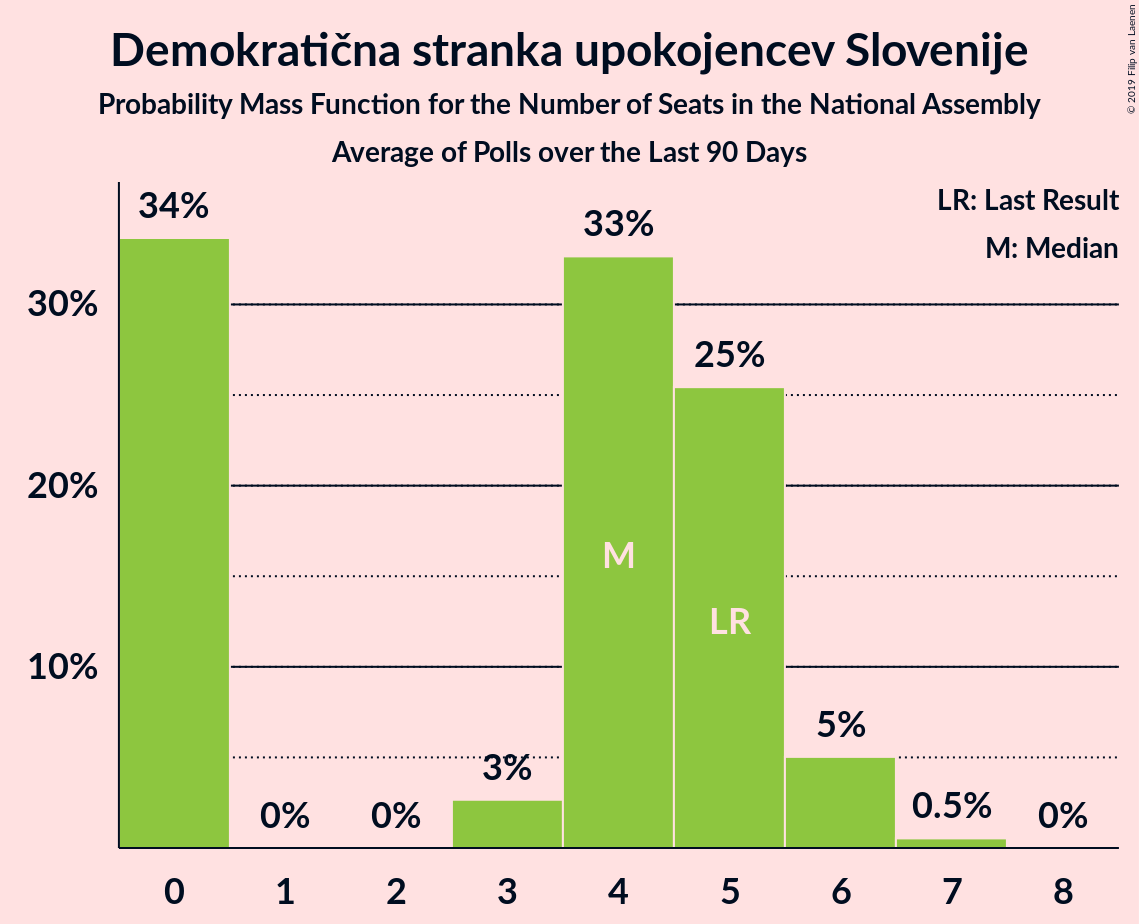 Demokratična stranka upokojencev Slovenije
Probability Mass Function for the Number of Seats in the National Assembly
Average of Polls over the Last 90 Days
© 2019 Filip van Laenen
LR: Last Result
M: Median
34%
0%
0%
3%
33%
25%
5%
0.5%
0%
M
LR
30%
20%
10%
0 1 2 3 4 5 6 7 8